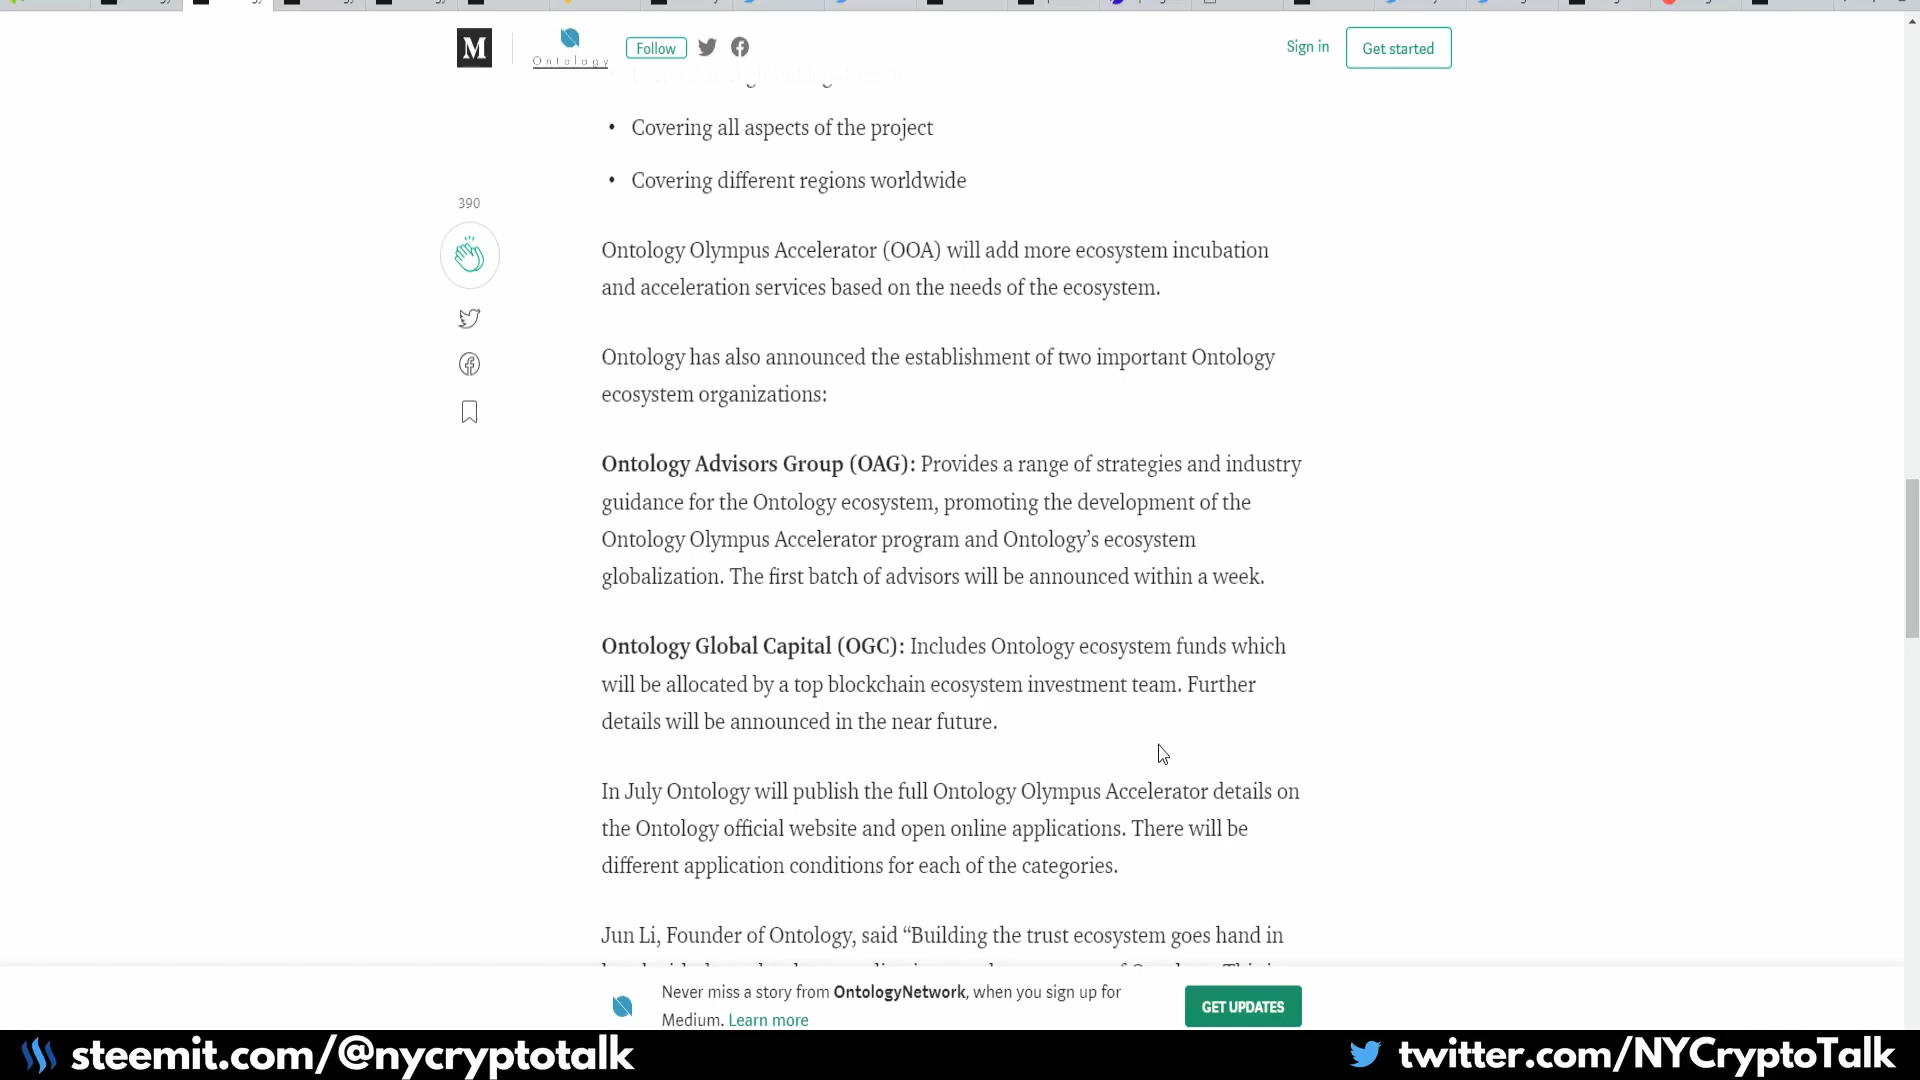 M
Ontology
Follow
Sign in
Get started
• Covering all aspects of the project
• Covering different regions worldwide
390
Ontology Olympus Accelerator (OOA) will add more ecosystem incubation
and acceleration services based on the needs of the ecosystem.
Ontology has also announced the establishment of two important Ontology
ecosystem organizations:
Ontology Advisors Group (OAG): Provides a range of strategies and industry
guidance for the Ontology ecosystem, promoting the development of the
Ontology Olympus Accelerator program and Ontology’s ecosystem
globalization. The first batch of advisors will be announced within a week.
Ontology Global Capital (OGC): Includes Ontology ecosystem funds which
will be allocated by a top blockchain ecosystem investment team. Further
details will be announced in the near future.
In July Ontology will publish the full Ontology Olympus Accelerator details on
the Ontology official website and open online applications. There will be
different application conditions for each of the categories.
Jun Li, Founder of Ontology, said “Building the trust ecosystem goes hand in
Never miss a story from OntologyNetwork, when you sign up for
Medium. Learn more
GET UPDATES
steemit.com/@nycryptotalk
twitter.com/NYCryptoTalk